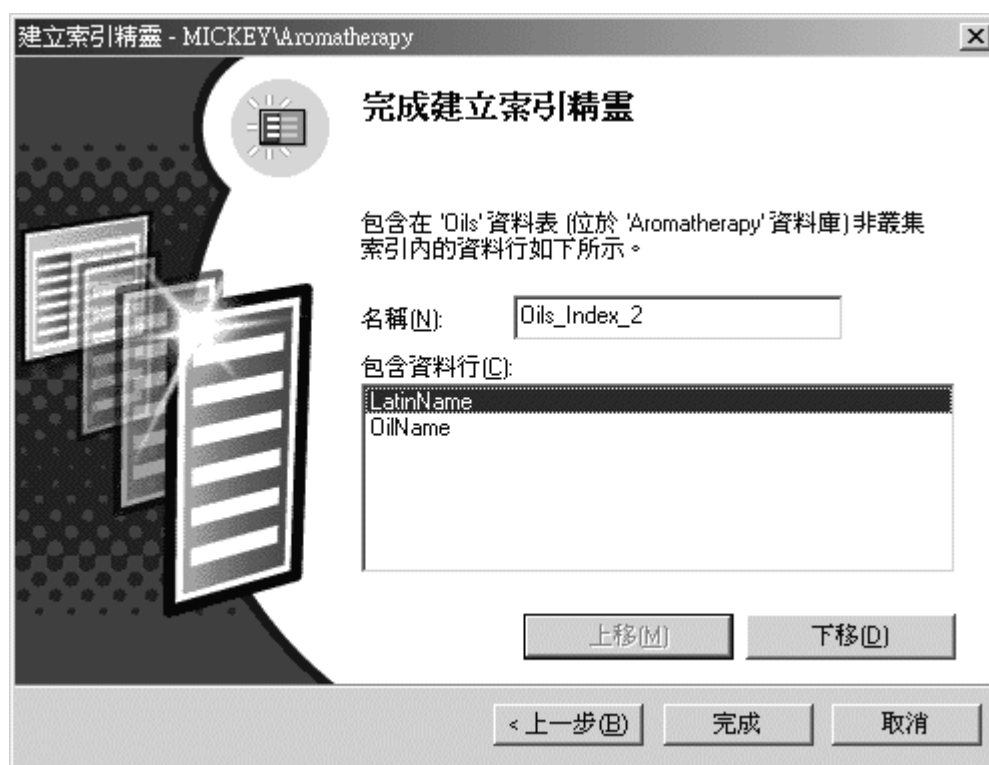 建立索引精靈 - MICKEY\Aromatherapy
完成建立索引精靈
包含在 'Oils' 資料表 (位於 'Aromatherapy' 資料庫) 非叢集
索引內的資料行如下所示。
名稱(N):
Oils_Index_2
包含資料行(C):
LatinName
OilName
上移(M)
下移(D)
< 上一步(B)
完成
取消